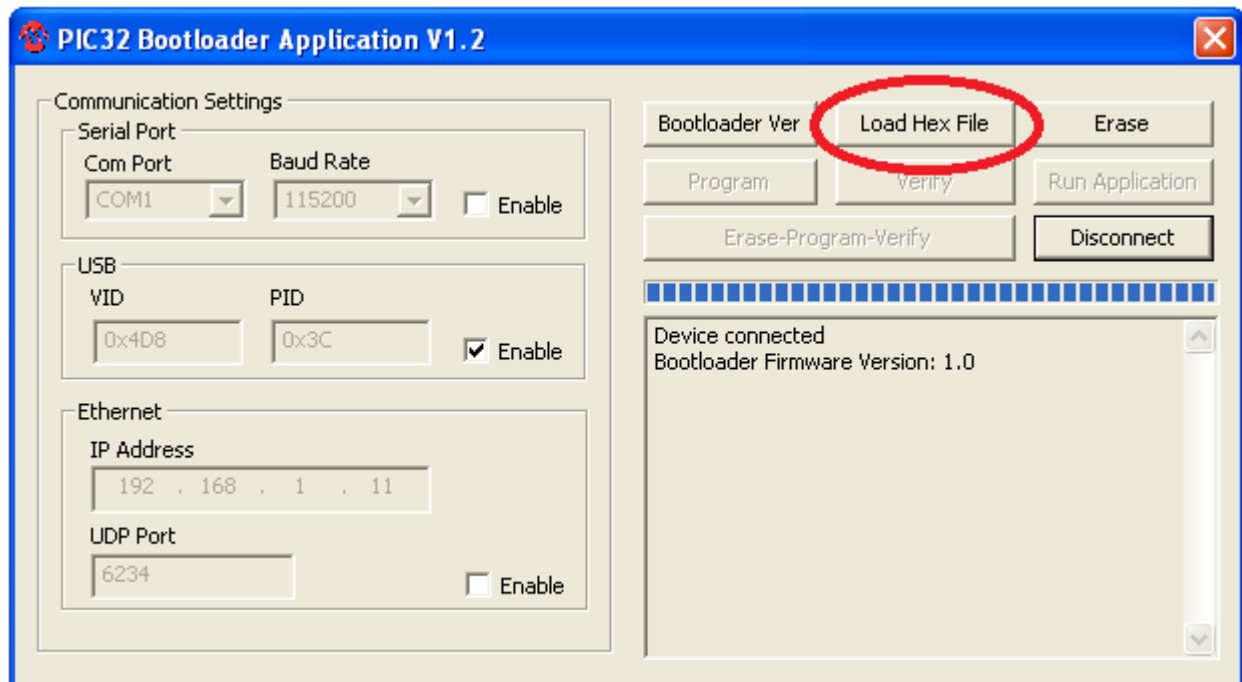 PIC32 Bootloader Application V1.2
Communication Settings
Serial Port
Com Port Baud Rate
COM1 115200 Enable
USB
VID PID
0x4D8 0x3C Enable
Ethernet
IP Address
192 . 168 . 1 . 11
UDP Port
6234 Enable
Bootloader Ver Load Hex File Erase
Program Verify Run Application
Erase-Program-Verify Disconnect
Device connected
Bootloader Firmware Version: 1.0